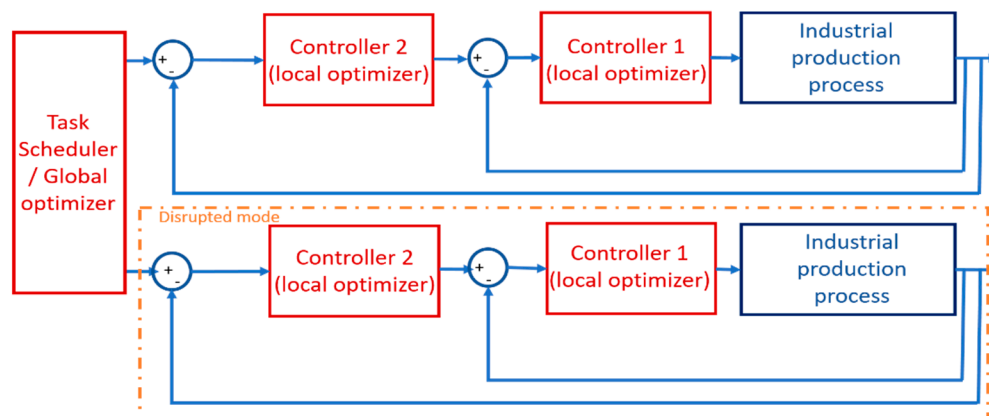 Task
Scheduler
/ Global
optimizer
+
-
Controller 2
(local optimizer)
+
-
Controller 1
(local optimizer)
Industrial
production
process
Disrupted mode
+
-
Controller 2
(local optimizer)
+
-
Controller 1
(local optimizer)
Industrial
production
process